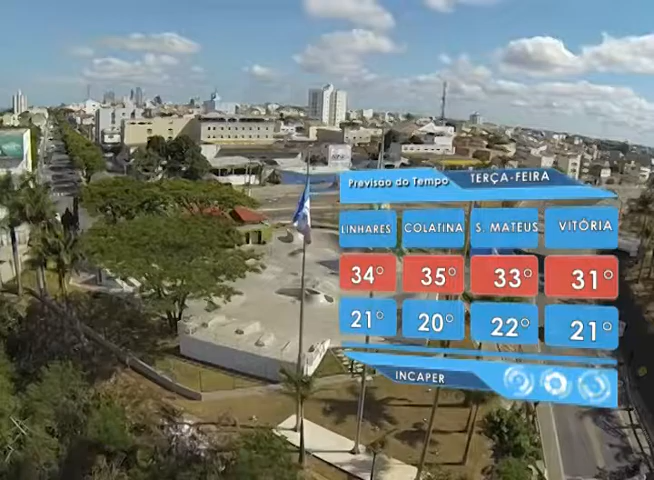 Previsão do Tempo TERÇA-FEIRA
LINHARES COLATINA S. MATEUS VITÓRIA
34° 35° 33° 31°
21° 20° 22° 21°
INCAPER